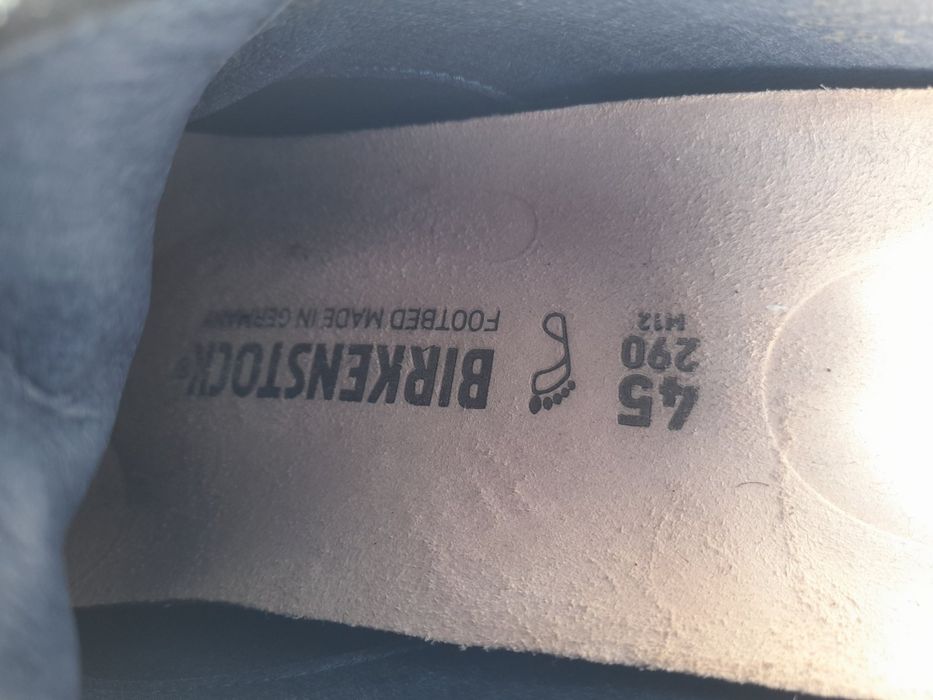 45
290
M12
BIRKENSTOCK®
FOOTBED MADE IN GERMANY